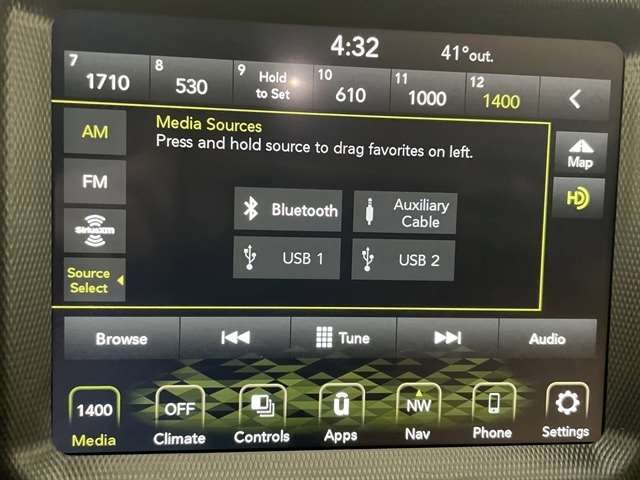 4:32 41°out.
7 1710 8 530 9 Hold to Set 10 610 11 1000 12 1400
AM
Media Sources
Press and hold source to drag favorites on left.
Map
FM
HD
Bluetooth
Auxiliary
Cable
SiriusXM
USB 1 USB 2
Source
Select
Browse Tune Audio
1400 OFF NW
Media Climate Controls Apps Nav Phone Settings